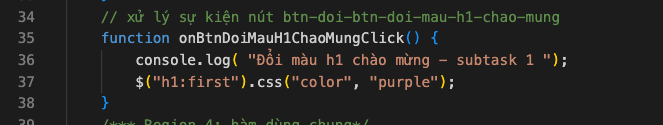 34 // xử lý sự kiện nút btn-doi-btn-doi-mau-h1-chao-mung
35 function onBtnDoiMauH1ChaoMungClick() {
36 console.log( "Đổi màu h1 chào mừng - subtask 1 ");
37 $("h1:first").css("color", "purple");
38 }
39 /*** Region 4: hàm dùng chung*/